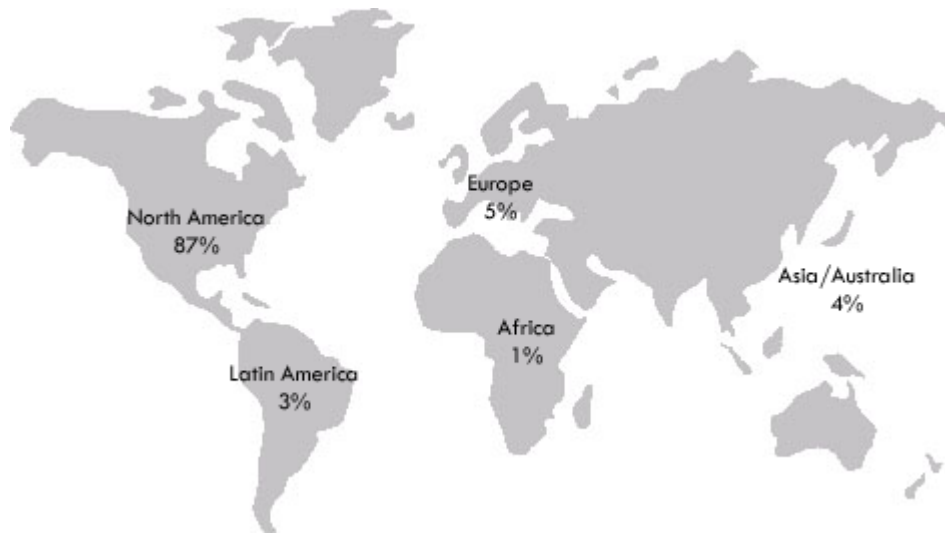 North America
87%
Europe
5%
Asia/Australia
4%
Africa
1%
Latin America
3%